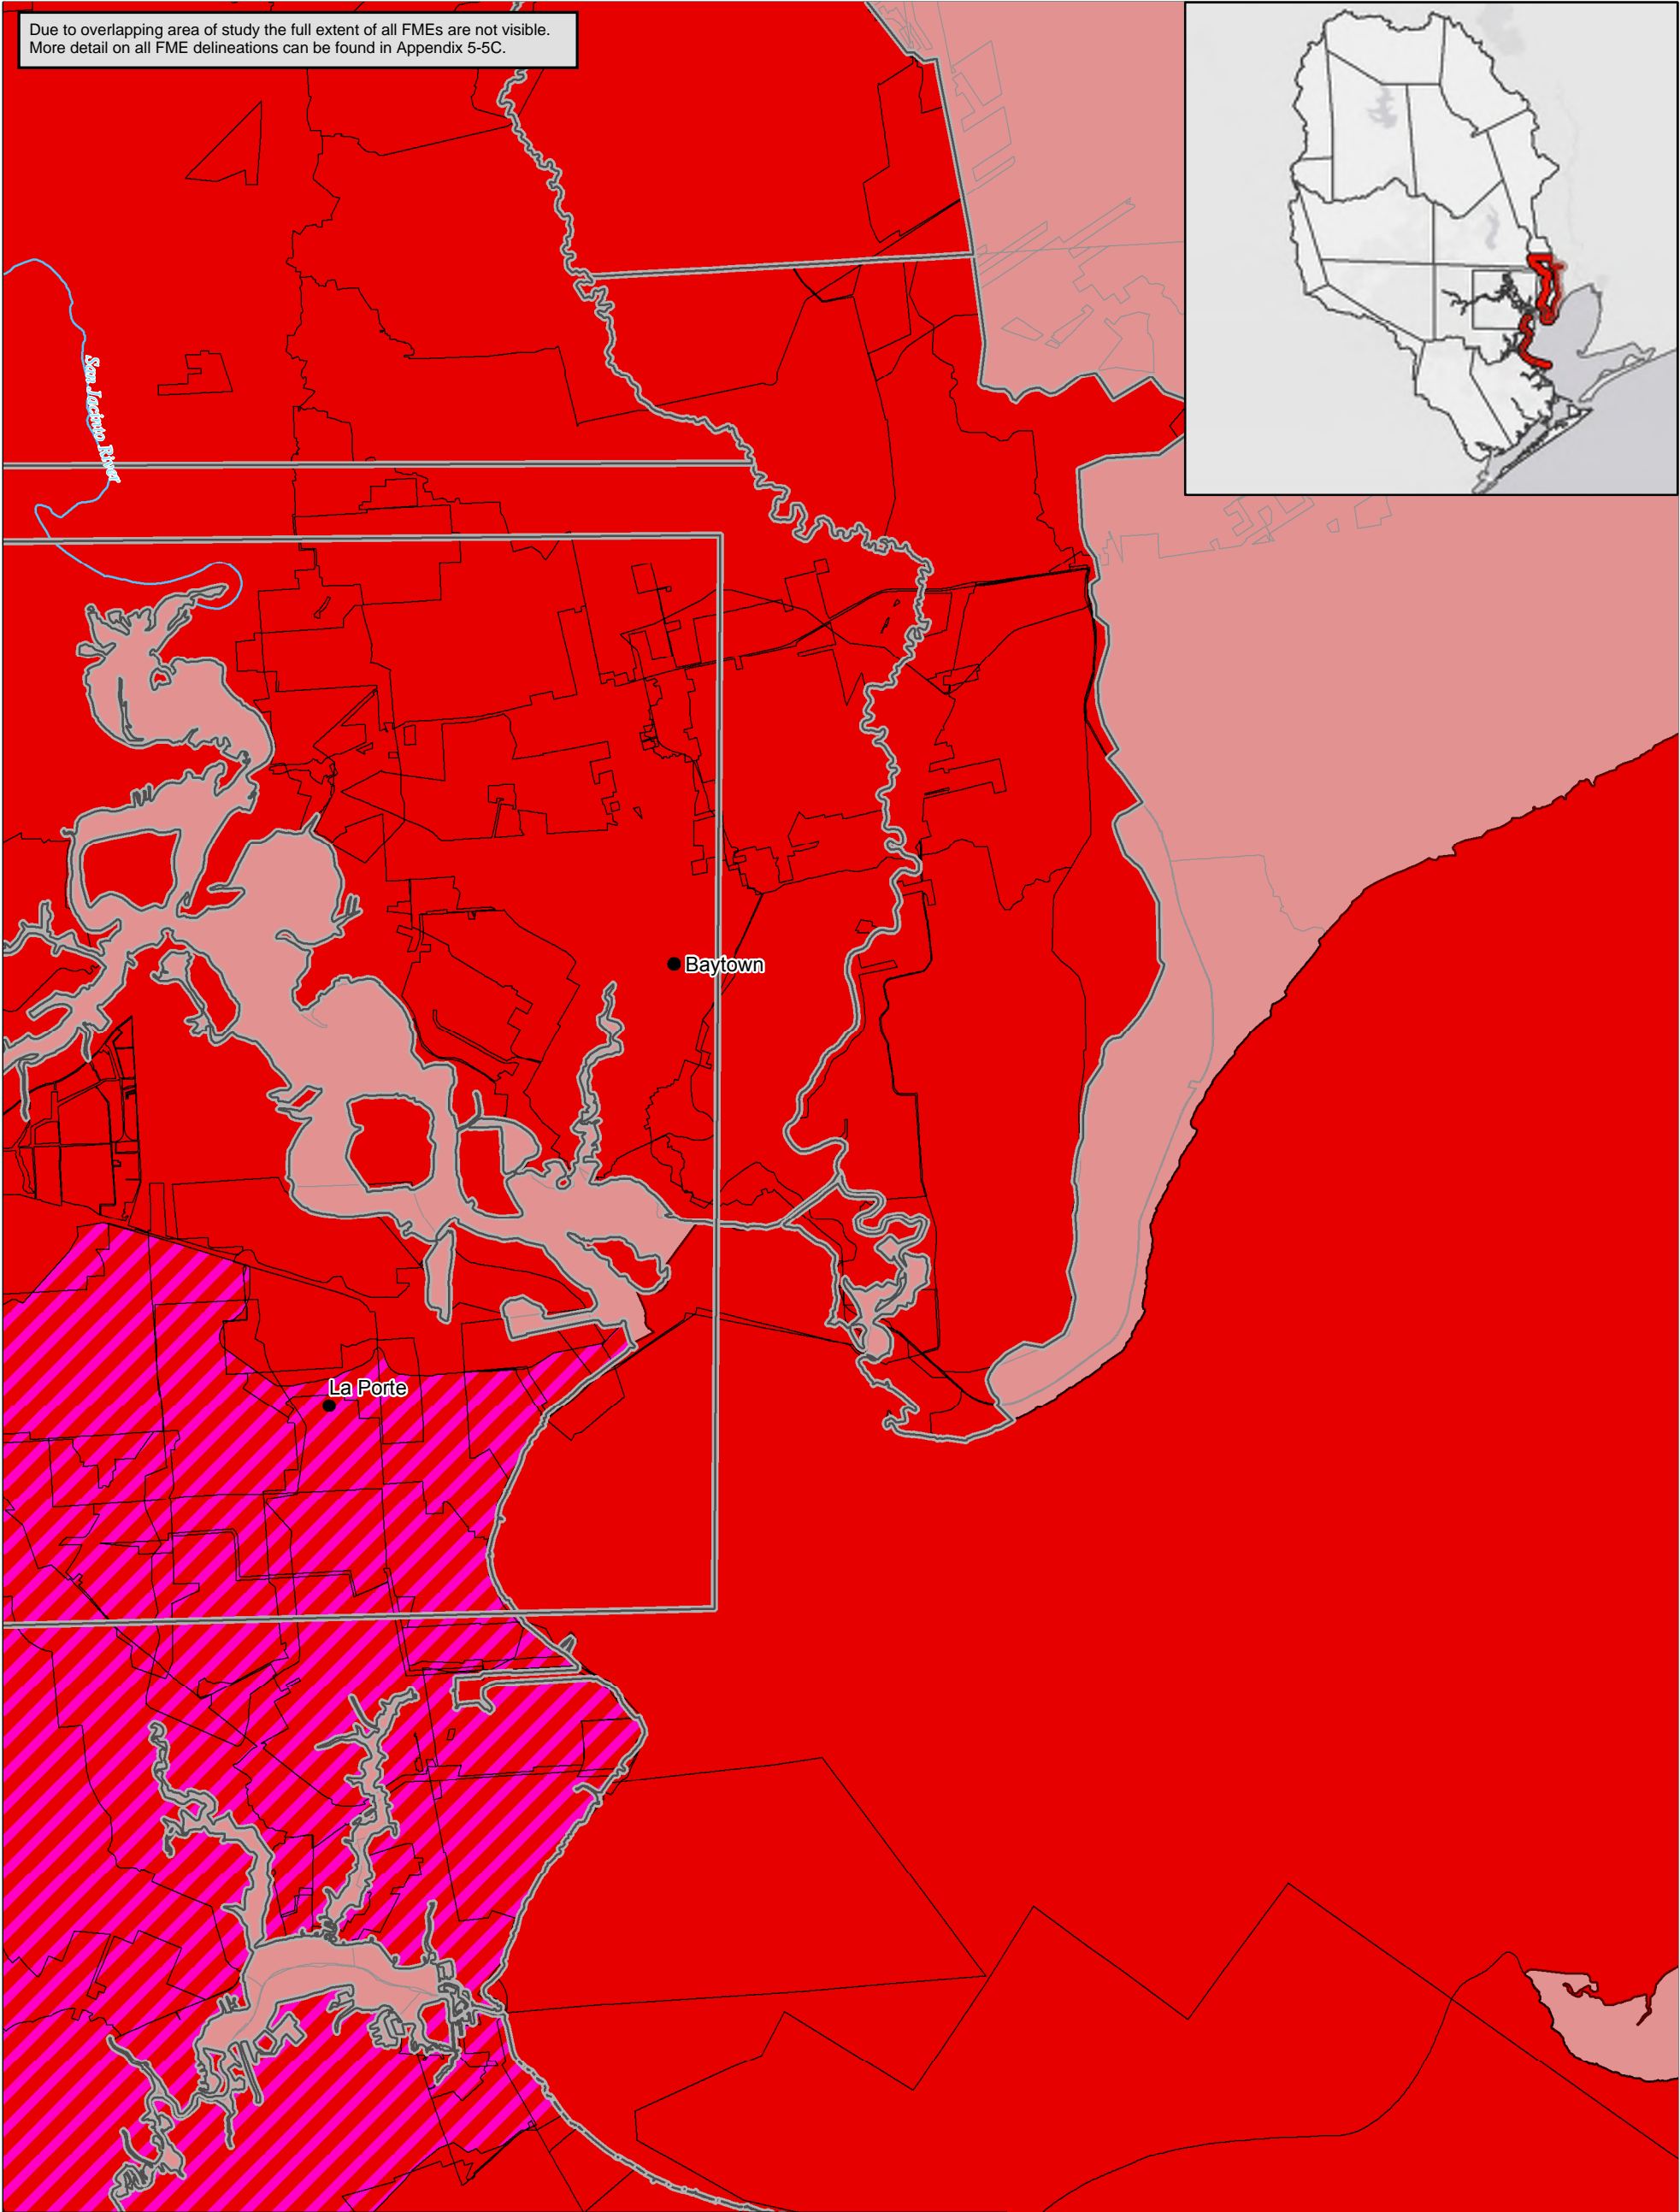 Due to overlapping area of study the full extent of all FMEs are not visible.
More detail on all FME delineations can be found in Appendix 5-5C.
San Jacinto River
Baytown
La Porte